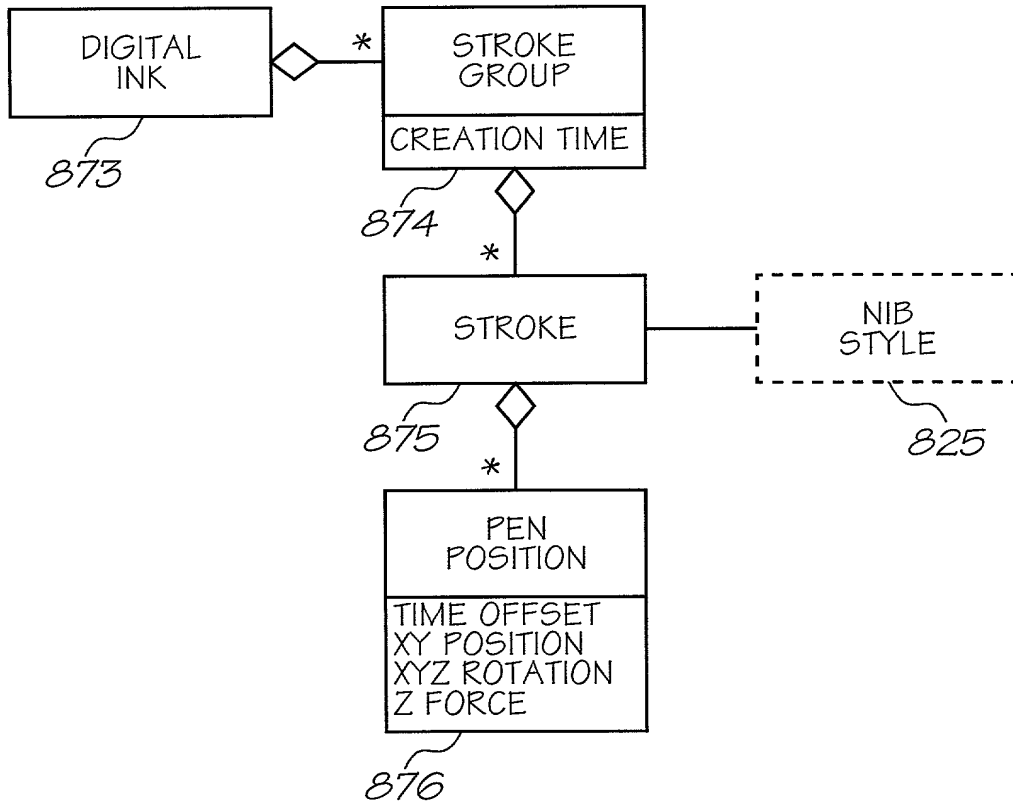 DIGITAL
INK
*
STROKE
GROUP
CREATION TIME
873
874
*
STROKE
NIB
STYLE
875
825
*
PEN
POSITION
TIME OFFSET
XY POSITION
XYZ ROTATION
Z FORCE
876